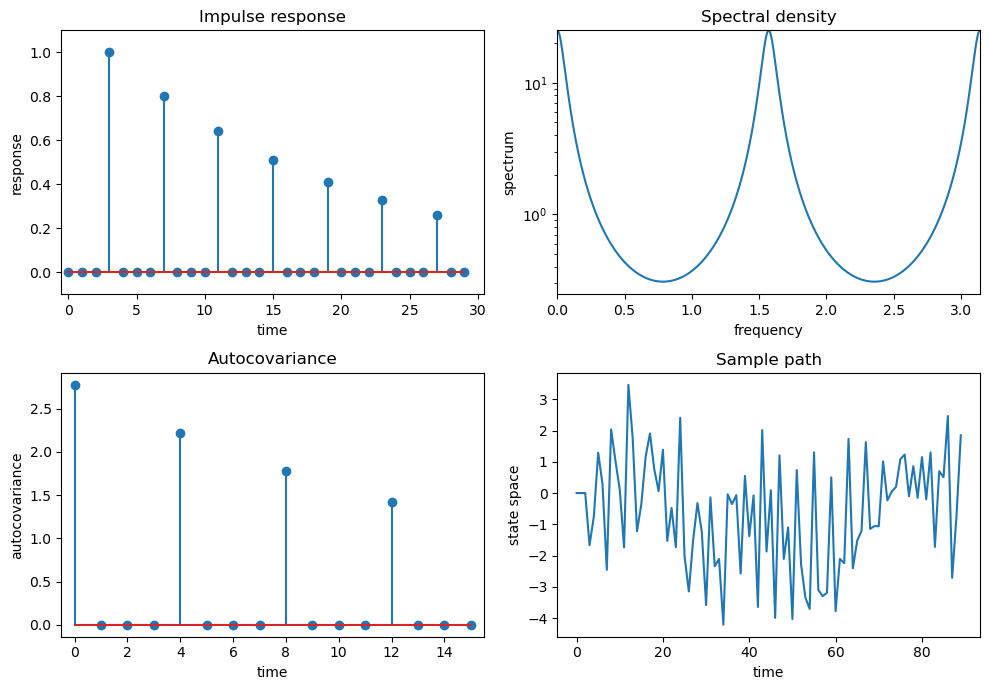 Impulse response
1.0
0.8
0.6
0.4
0.2
0.0
response
0 5 10 15 20 25 30
time
Spectral density
10^1
10^0
spectrum
0.0 0.5 1.0 1.5 2.0 2.5 3.0
frequency
Autocovariance
2.5
2.0
1.5
1.0
0.5
0.0
autocovariance
0 2 4 6 8 10 12 14
time
Sample path
3
2
1
0
−1
−2
−3
−4
state space
0 20 40 60 80
time